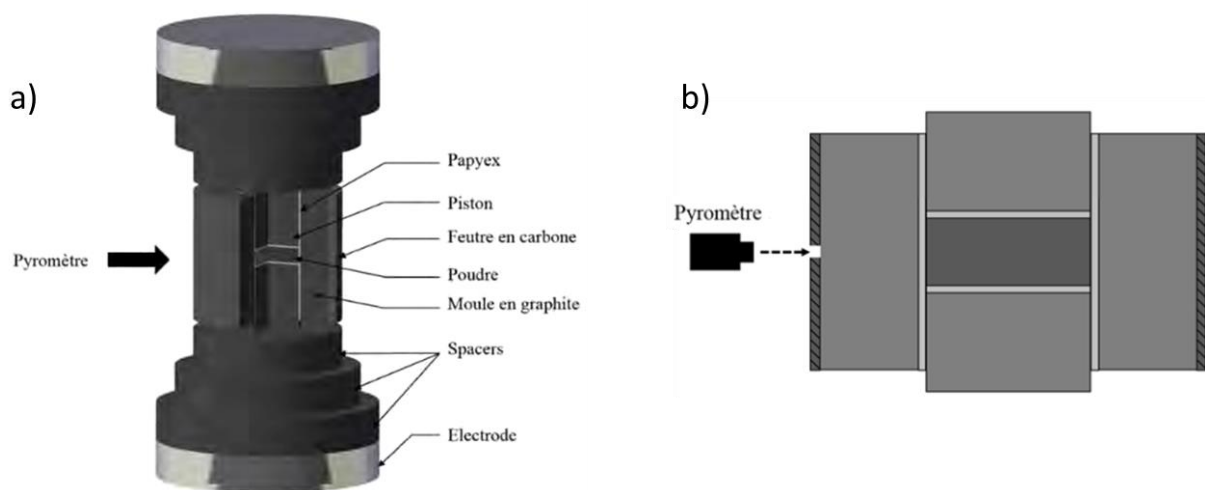 a)
Pyromètre
Papyex
Piston
Feutre en carbone
Poudre
Moule en graphite
Spacers
Electrode
b)
Pyromètre